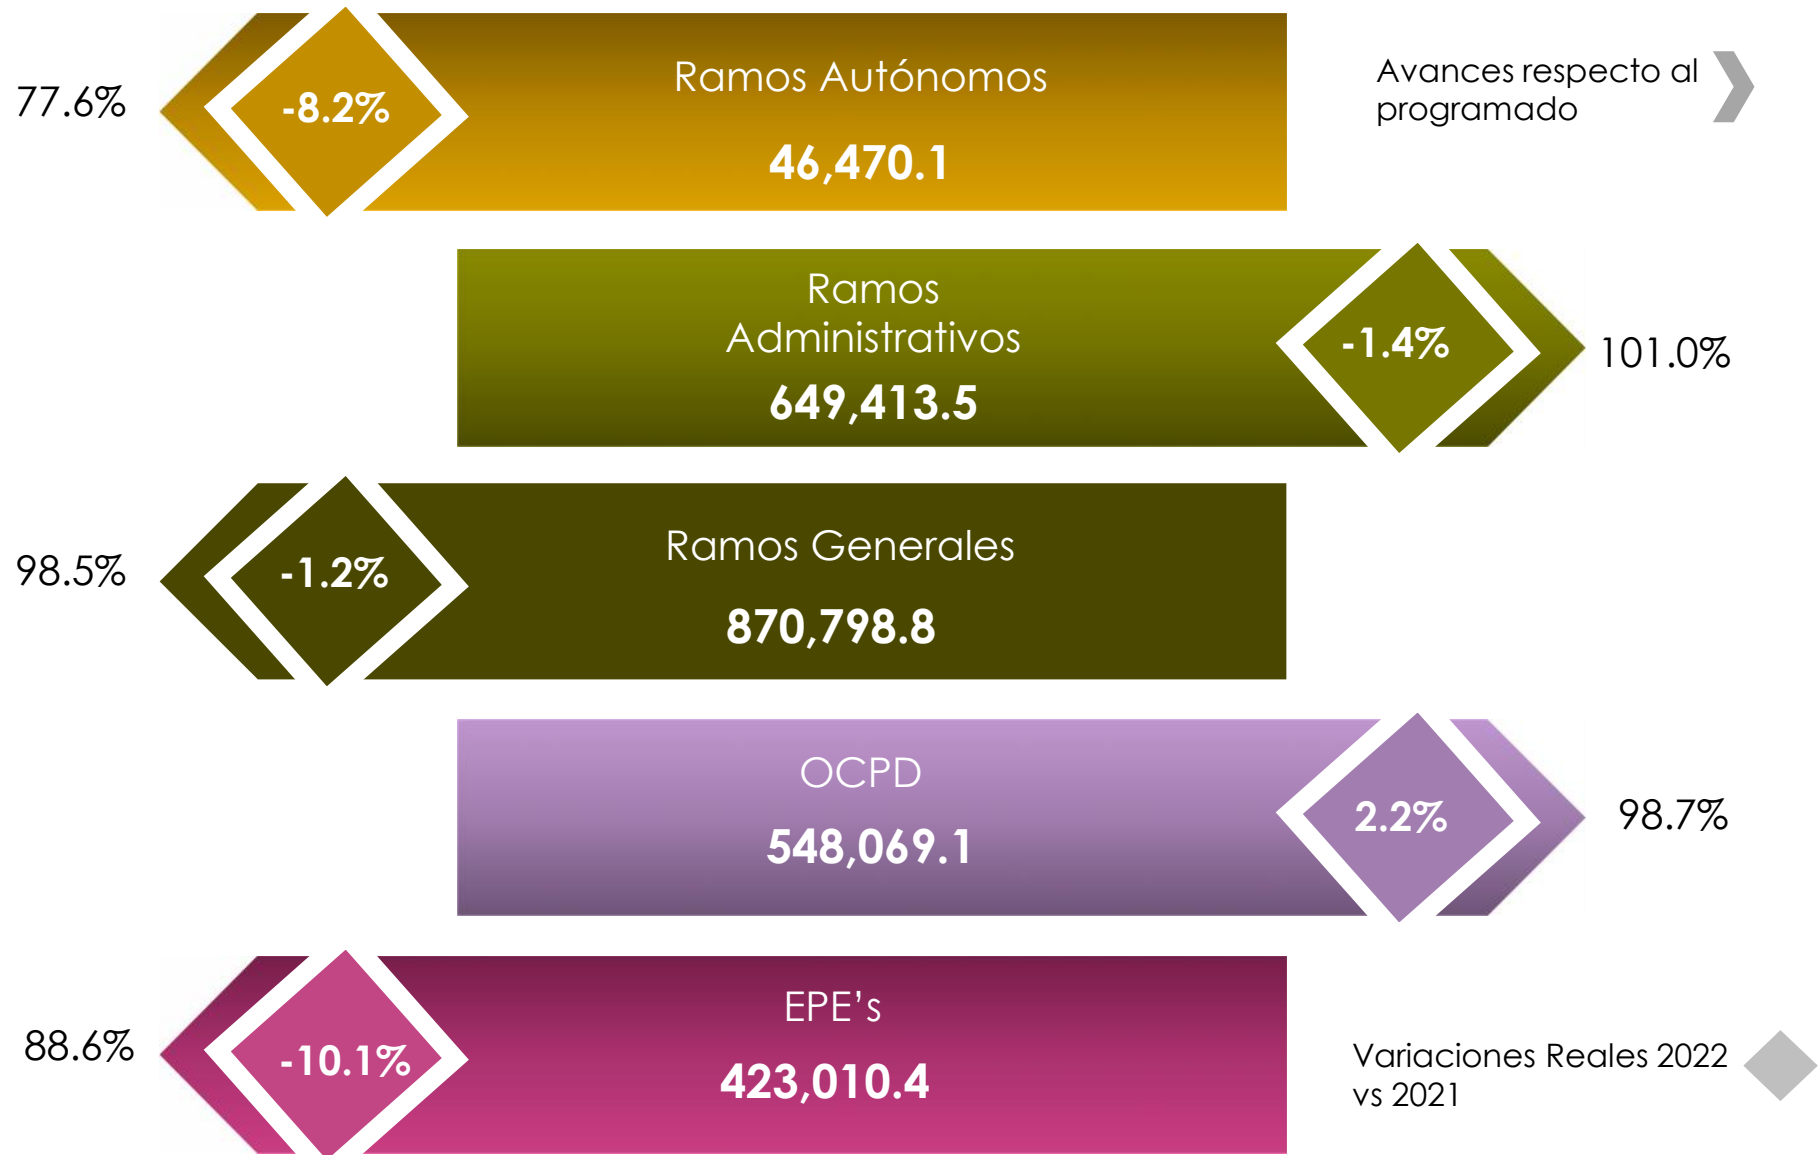 77.6%
-8.2%
Ramos Autónomos
46,470.1
Avances respecto al
programado
Ramos
Administrativos
649,413.5
-1.4%
101.0%
98.5%
-1.2%
Ramos Generales
870,798.8
OCPD
548,069.1
2.2%
98.7%
88.6%
-10.1%
EPE’s
423,010.4
Variaciones Reales 2022
vs 2021